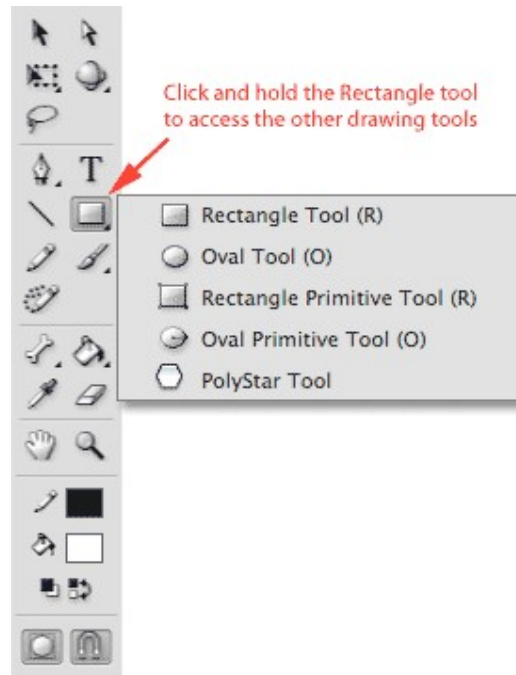 Click and hold the Rectangle tool
to access the other drawing tools
T
Rectangle Tool (R)
Oval Tool (O)
Rectangle Primitive Tool (R)
Oval Primitive Tool (O)
PolyStar Tool